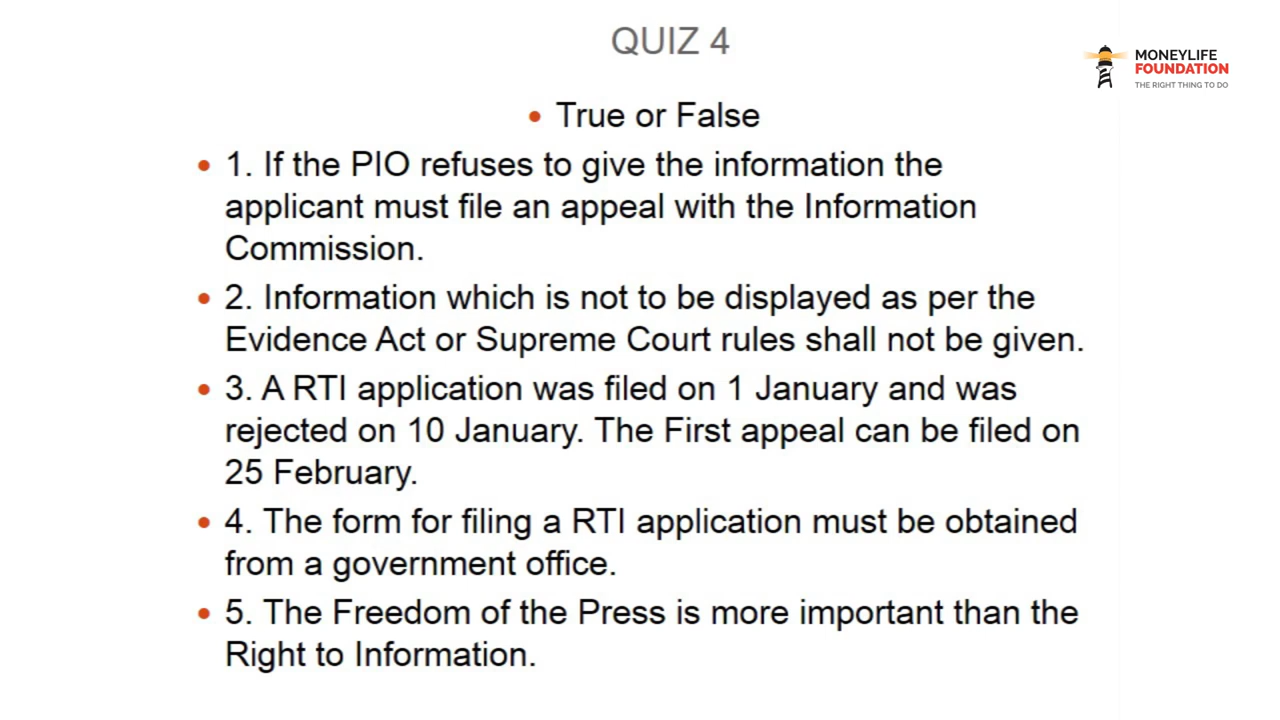 QUIZ 4
MONEYLIFE
FOUNDATION
THE RIGHT THING TO DO
• True or False
• 1. If the PIO refuses to give the information the
applicant must file an appeal with the Information
Commission.
• 2. Information which is not to be displayed as per the
Evidence Act or Supreme Court rules shall not be given.
• 3. A RTI application was filed on 1 January and was
rejected on 10 January. The First appeal can be filed on
25 February.
• 4. The form for filing a RTI application must be obtained
from a government office.
• 5. The Freedom of the Press is more important than the
Right to Information.